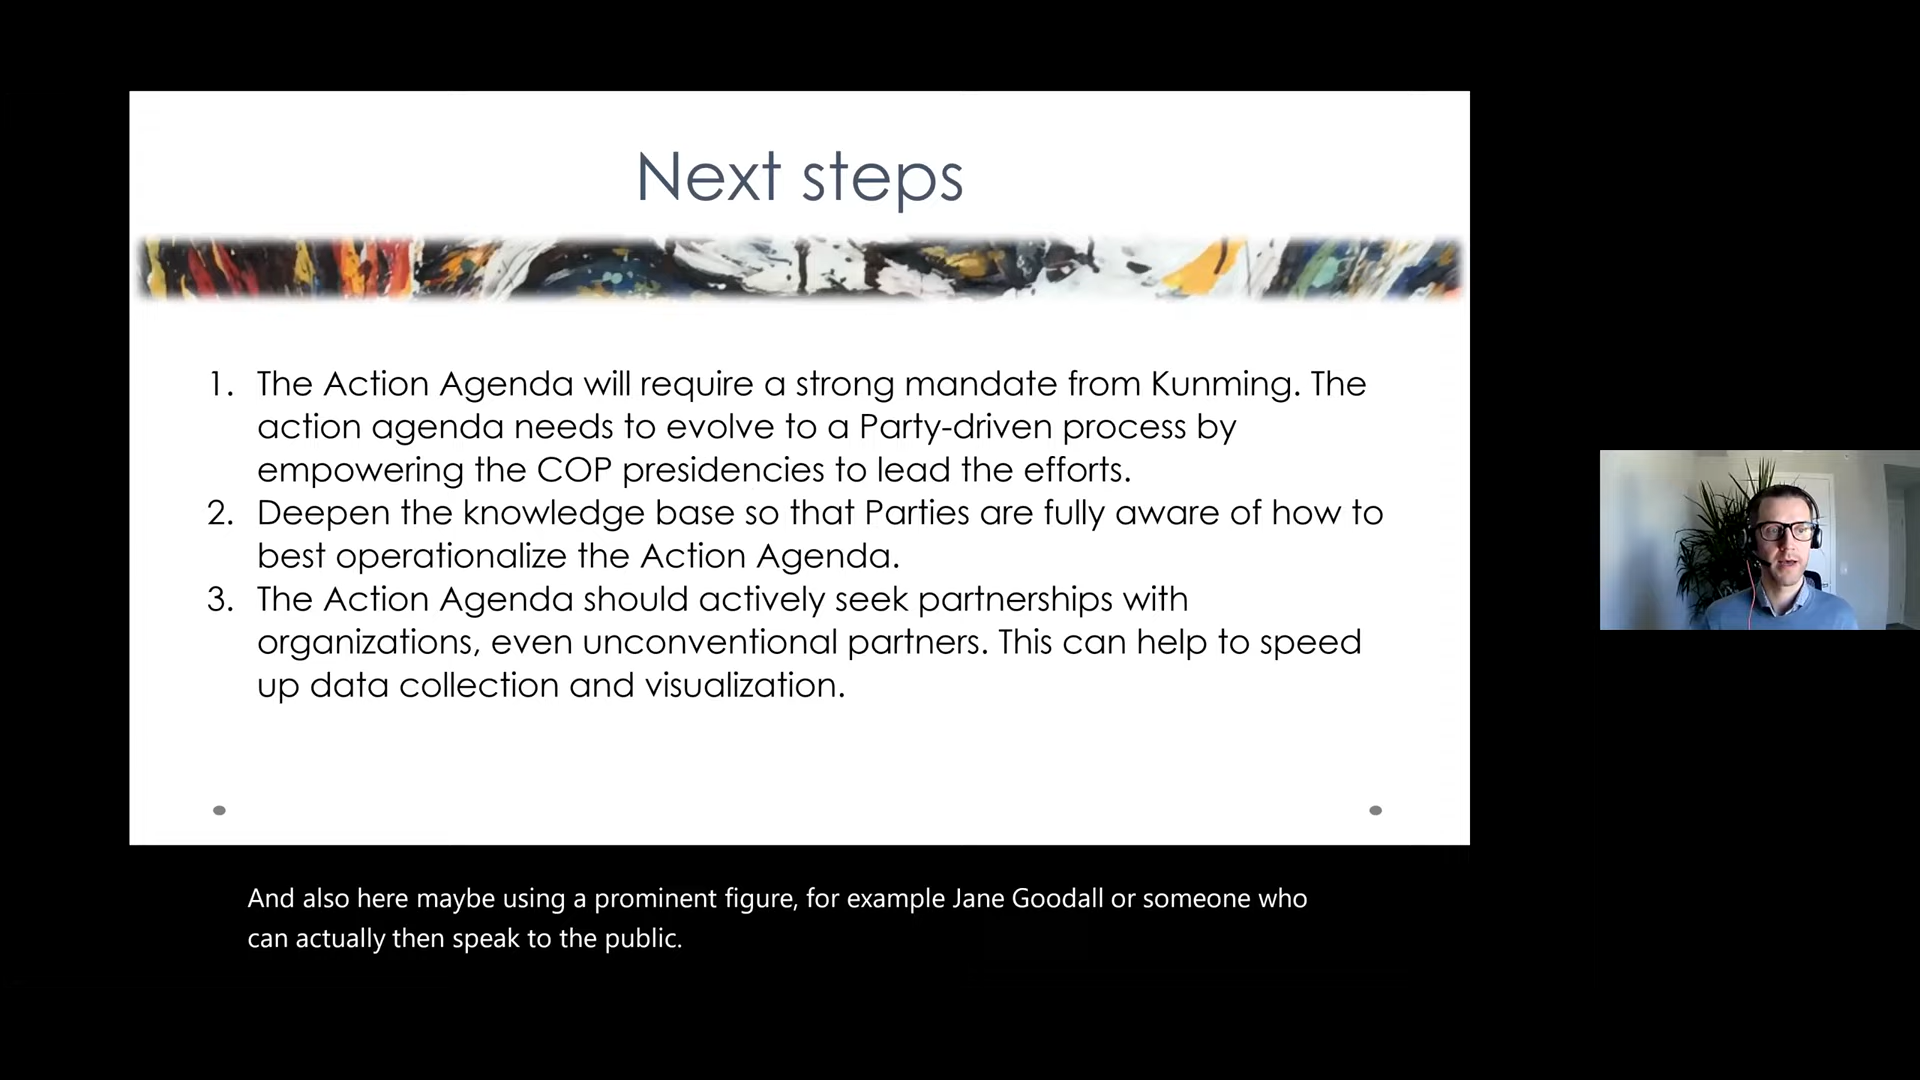 Next steps
1. The Action Agenda will require a strong mandate from Kunming. The
action agenda needs to evolve to a Party-driven process by
empowering the COP presidencies to lead the efforts.
2. Deepen the knowledge base so that Parties are fully aware of how to
best operationalize the Action Agenda.
3. The Action Agenda should actively seek partnerships with
organizations, even unconventional partners. This can help to speed
up data collection and visualization.
And also here maybe using a prominent figure, for example Jane Goodall or someone who
can actually then speak to the public.